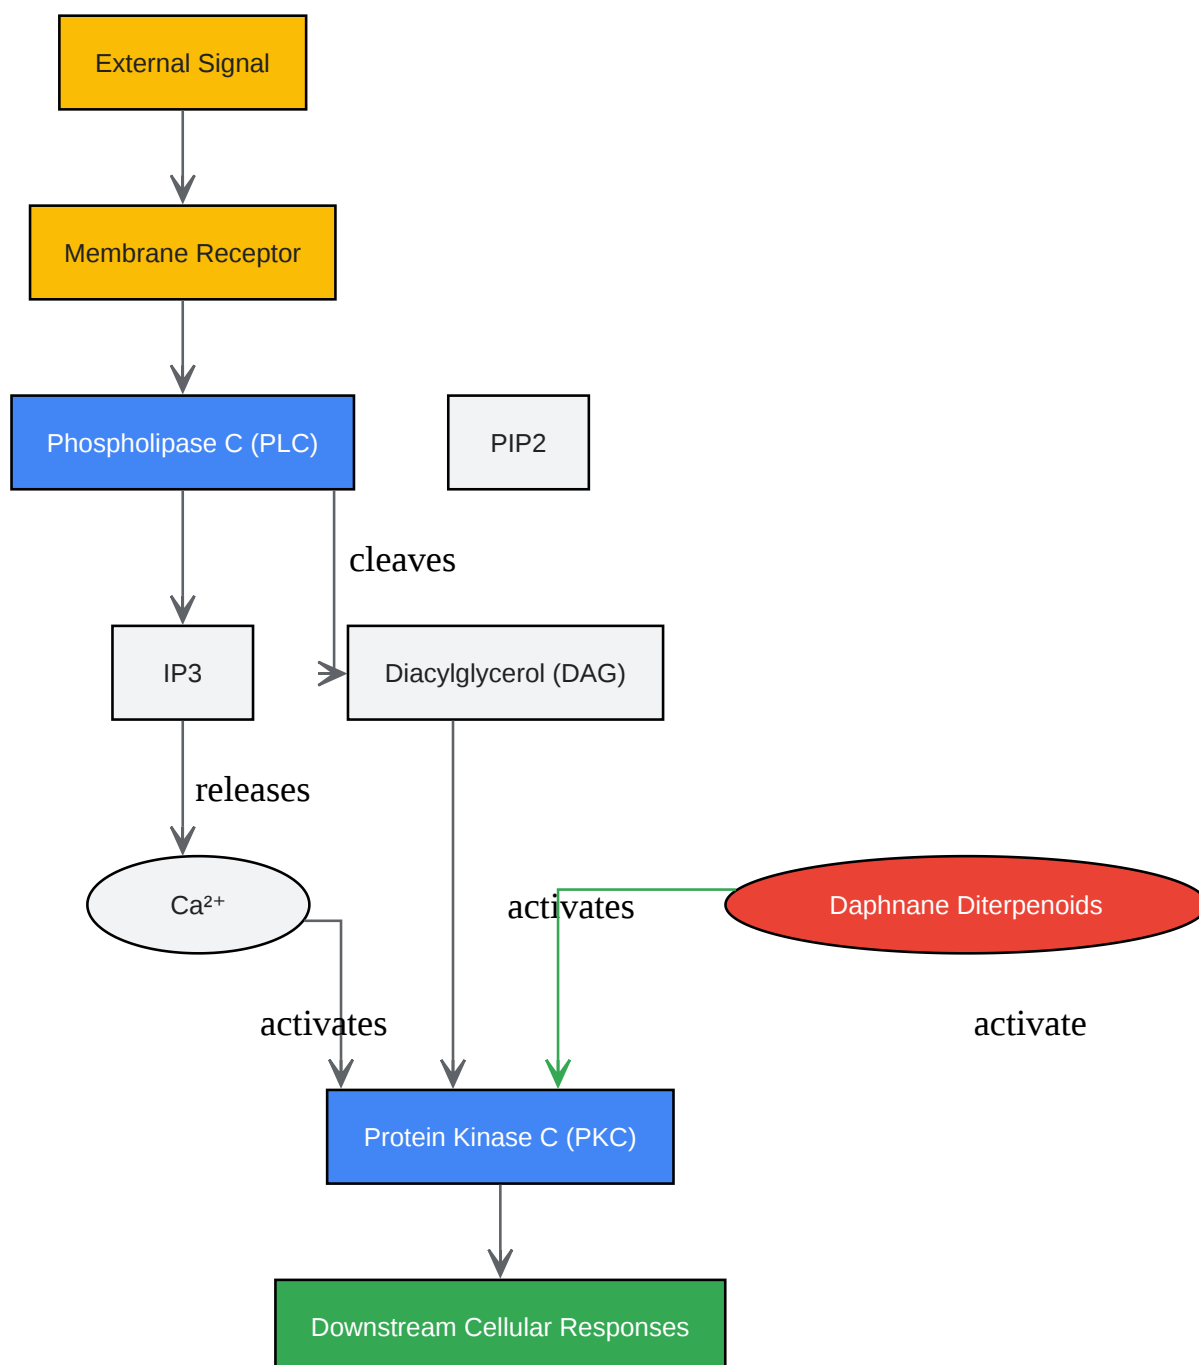 External Signal
Membrane Receptor
Phospholipase C (PLC)
PIP2
cleaves
IP3
Diacylglycerol (DAG)
releases
Ca²⁺
activates
Daphnane Diterpenoids
activates
activate
Protein Kinase C (PKC)
Downstream Cellular Responses